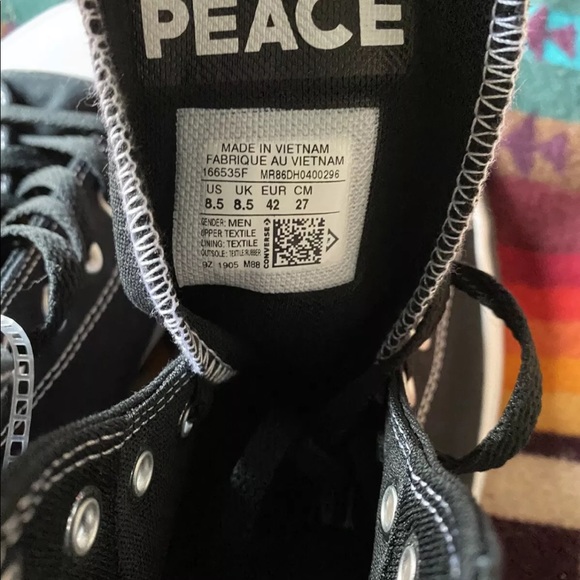 PEACE
MADE IN VIETNAM
FABRIQUE AU VIETNAM
166535F MR86DH0400296
US UK EUR CM
8.5 8.5 42 27
GENDER: MEN
UPPER TEXTILE
LINING: TEXTILE
OUTSOLE: TEXTILE RUBBER
9Z 1905 M88
CONVERSE